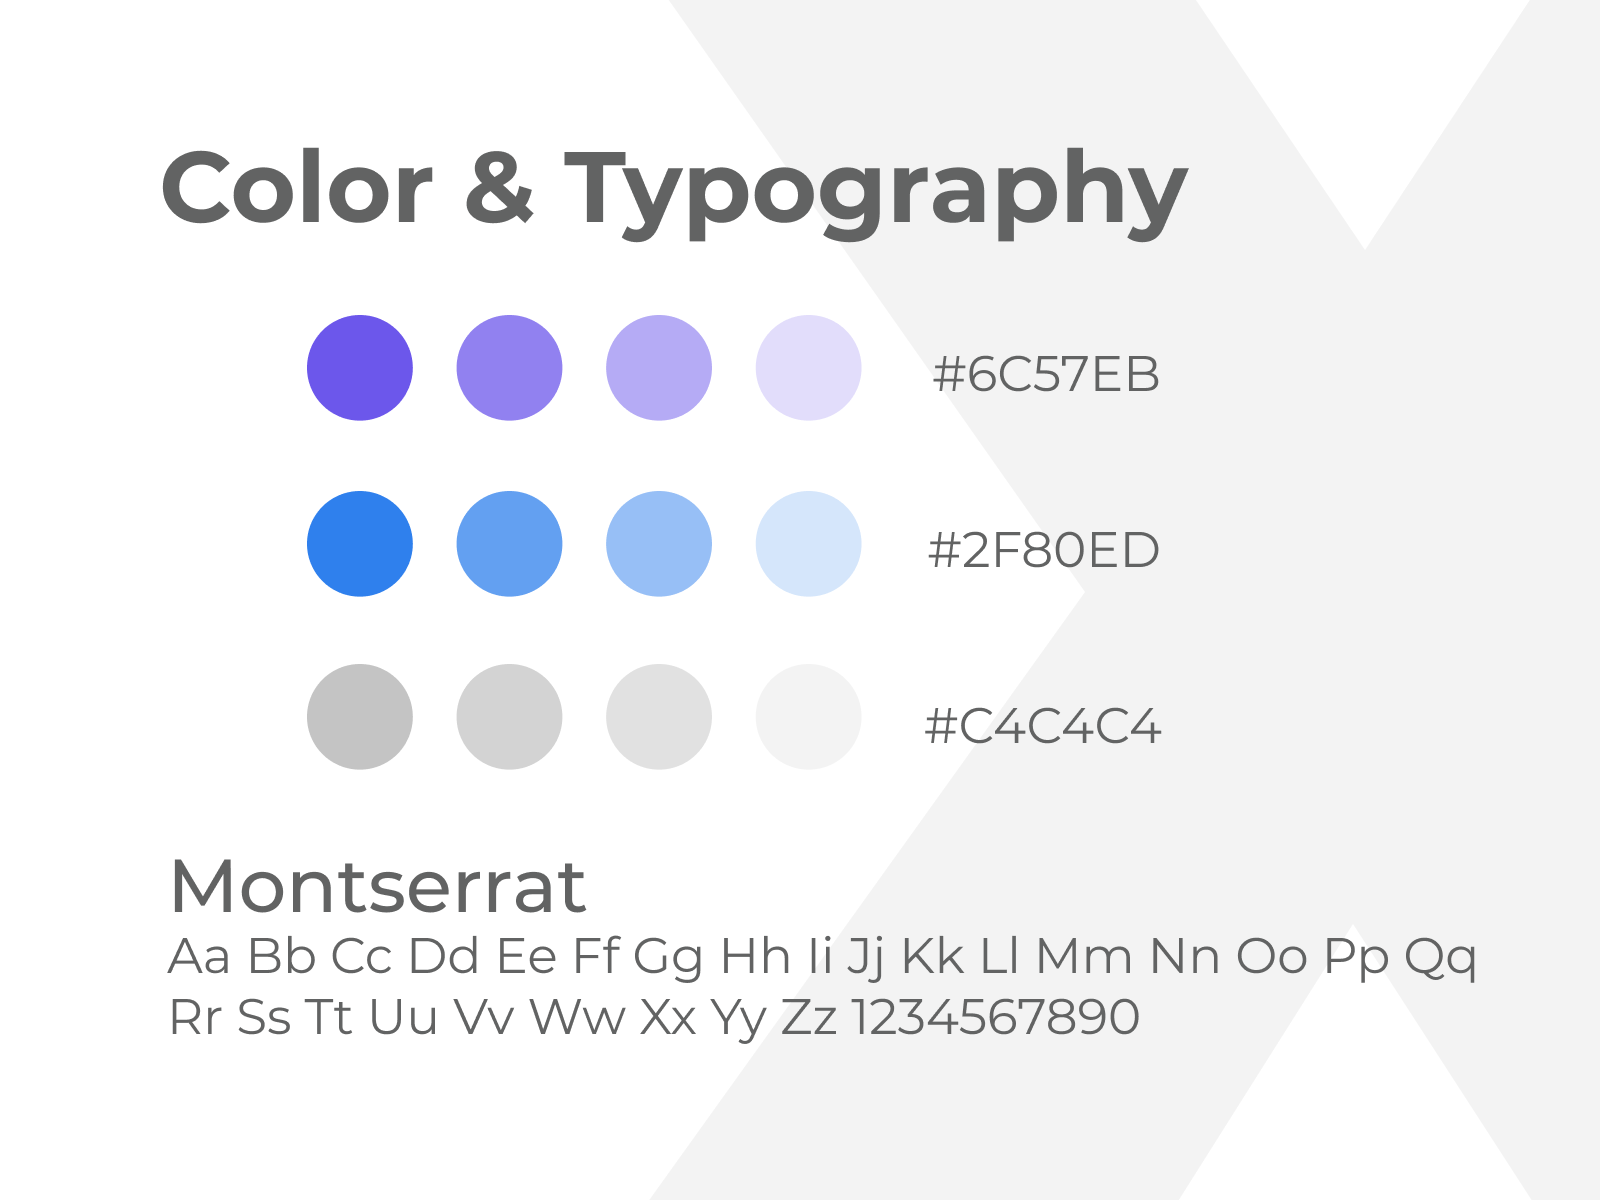 Color & Typography
#6C57EB
#2F80ED
#C4C4C4
Montserrat
Aa Bb Cc Dd Ee Ff Gg Hh Ii Jj Kk Ll Mm Nn Oo Pp Qq
Rr Ss Tt Uu Vv Ww Xx Yy Zz 1234567890